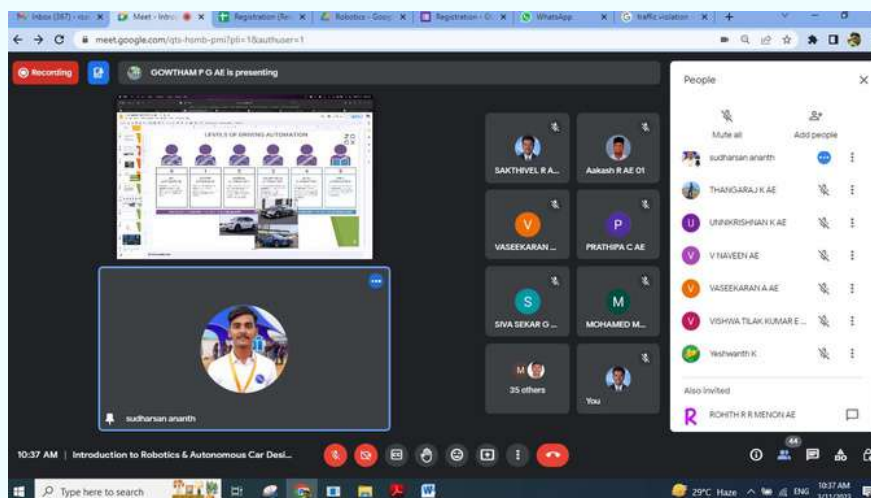 Inbox (367) - ros
Meet - Intro
Registration (Re
Robotics - Goog
Registration - G
WhatsApp
traffic violation
meet.google.com/qts-hsmb-pmi?pli=1&authuser=1
Recording
GOWTHAM P G AE is presenting
People
LEVELS OF DRIVING AUTOMATION
Mute all
Add people
SAKTHIVEL R A...
Aakash R AE 01
sudharsan ananth
THANGARAJ K AE
UNNIKRISHNAN K AE
VASEEKARAN ...
PRATHIPA C AE
V NAVEEN AE
VASEEKARAN A AE
SIVA SEKAR G ...
MOHAMED M...
VISHWA TILAK KUMAR E ...
Yeshwanth K
35 others
You
Also invited
ROHITH R R MENON AE
sudharsan ananth
10:37 AM | Introduction to Robotics & Autonomous Car Desi...
44
Type here to search
29°C Haze
ENG
10:37 AM